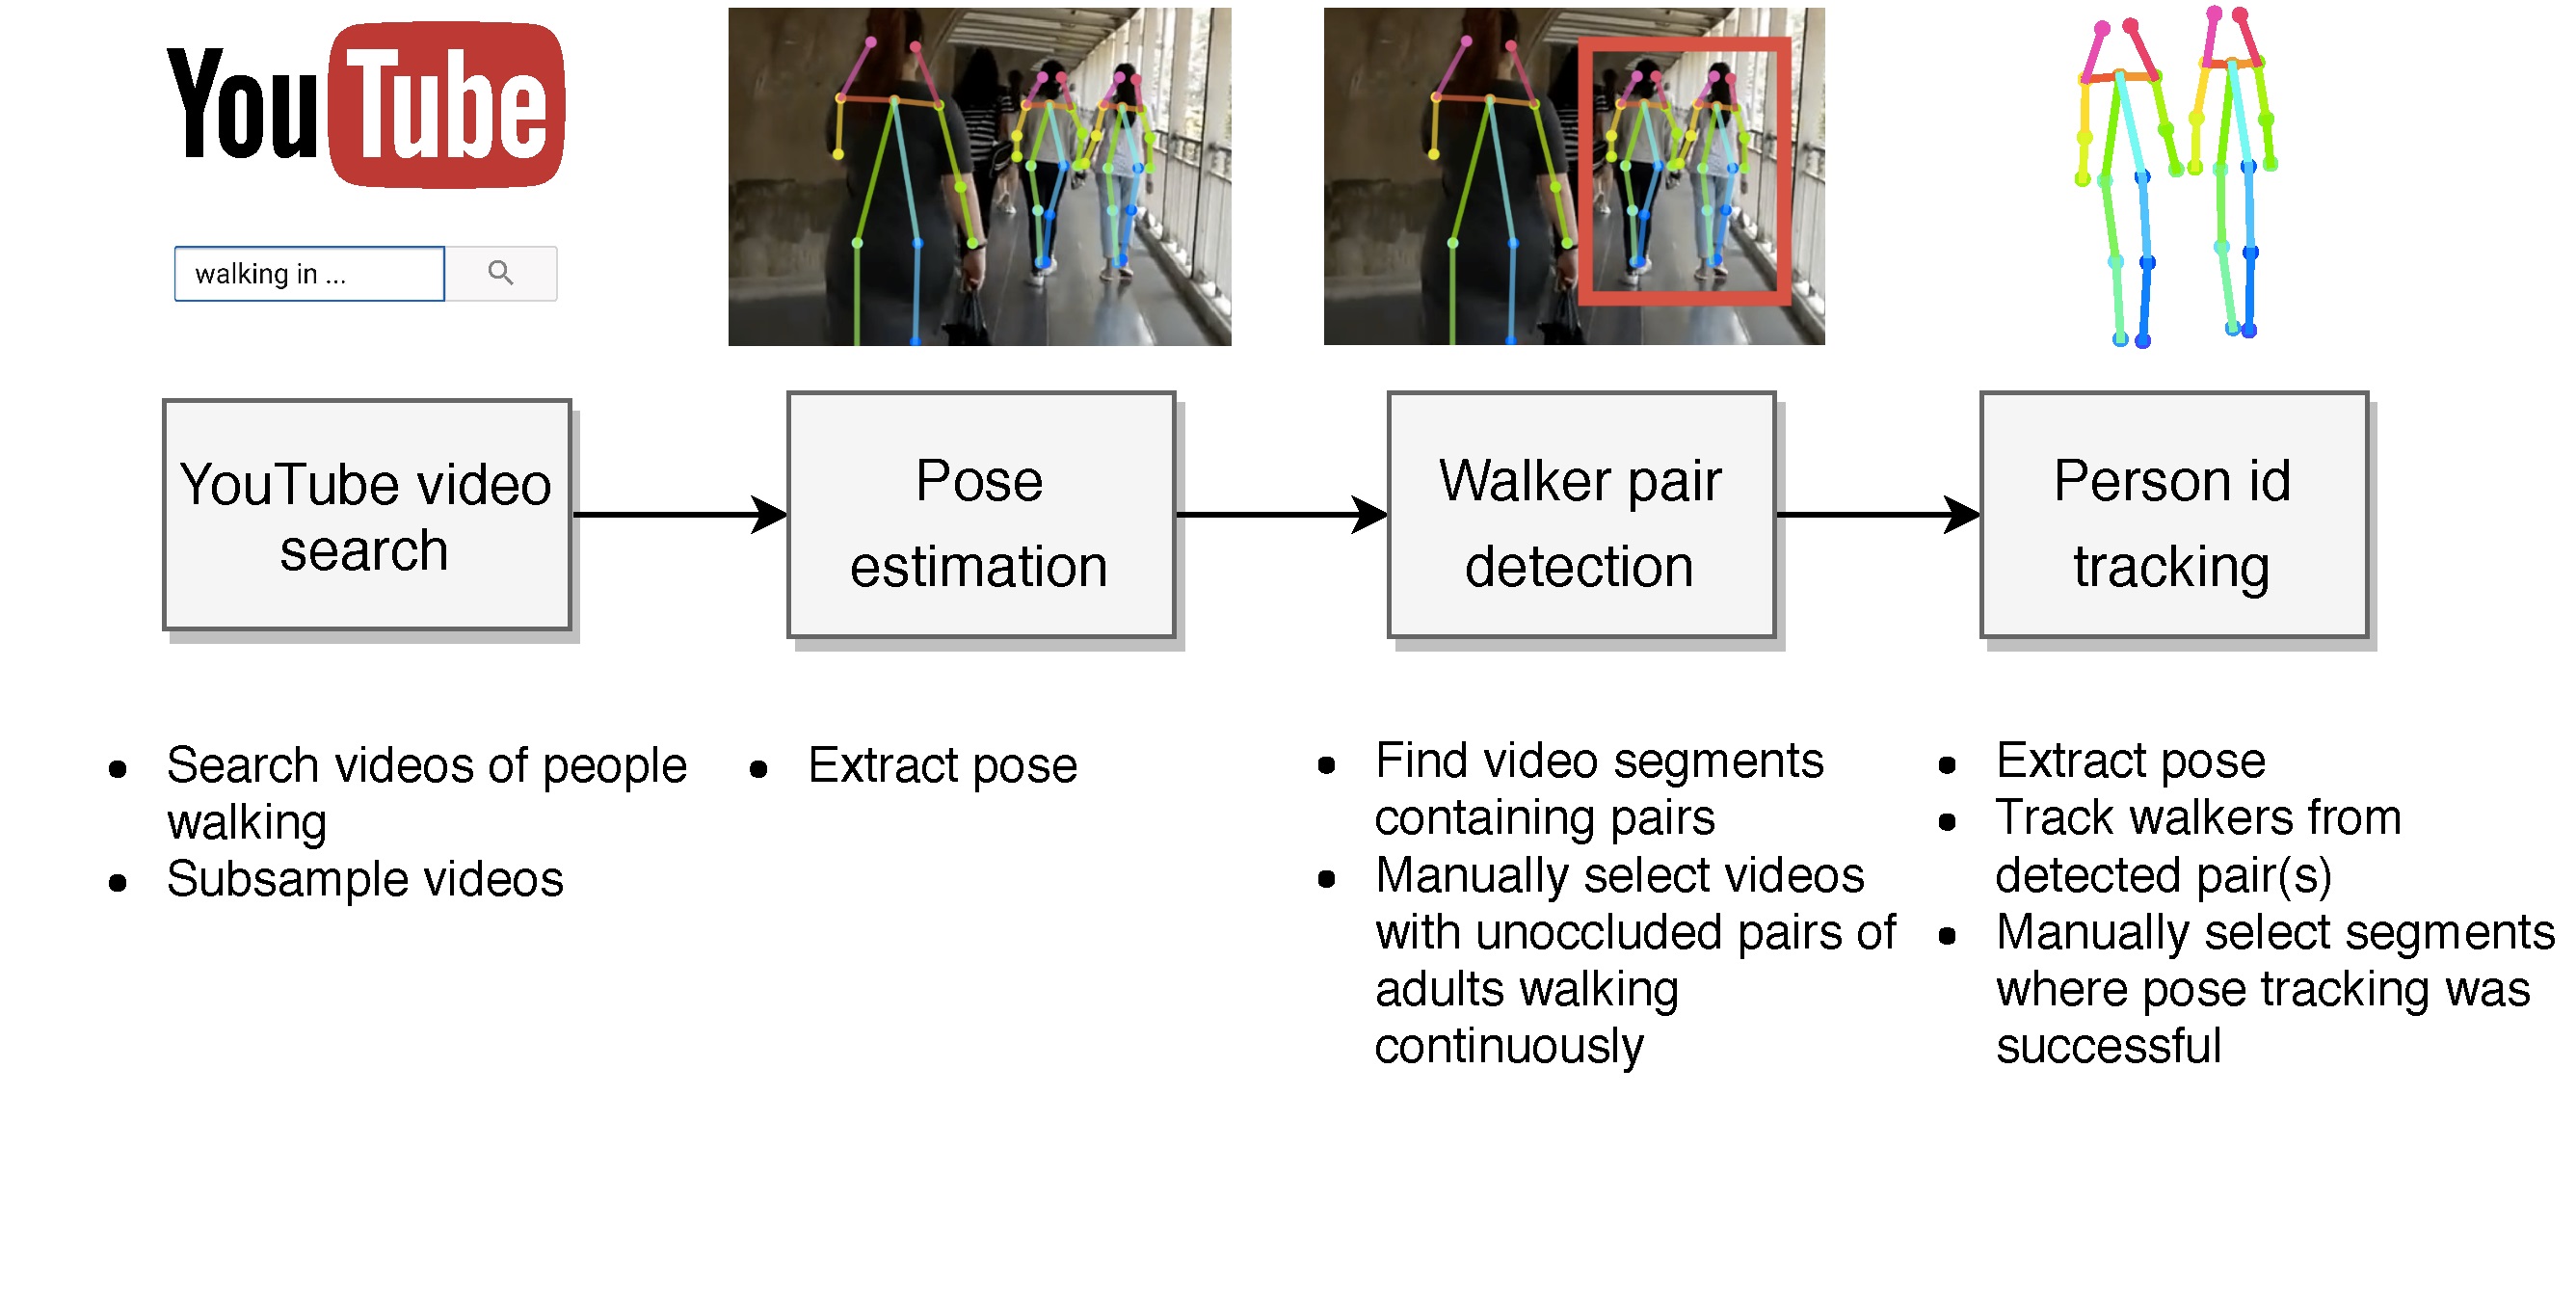 YouTube
walking in ...
YouTube video
search
Pose
estimation
Walker pair
detection
Person id
tracking
• Search videos of people
walking
• Subsample videos
• Extract pose
• Find video segments
containing pairs
• Manually select videos
with unoccluded pairs of
adults walking
continuously
• Extract pose
• Track walkers from
detected pair(s)
• Manually select segments
where pose tracking was
successful